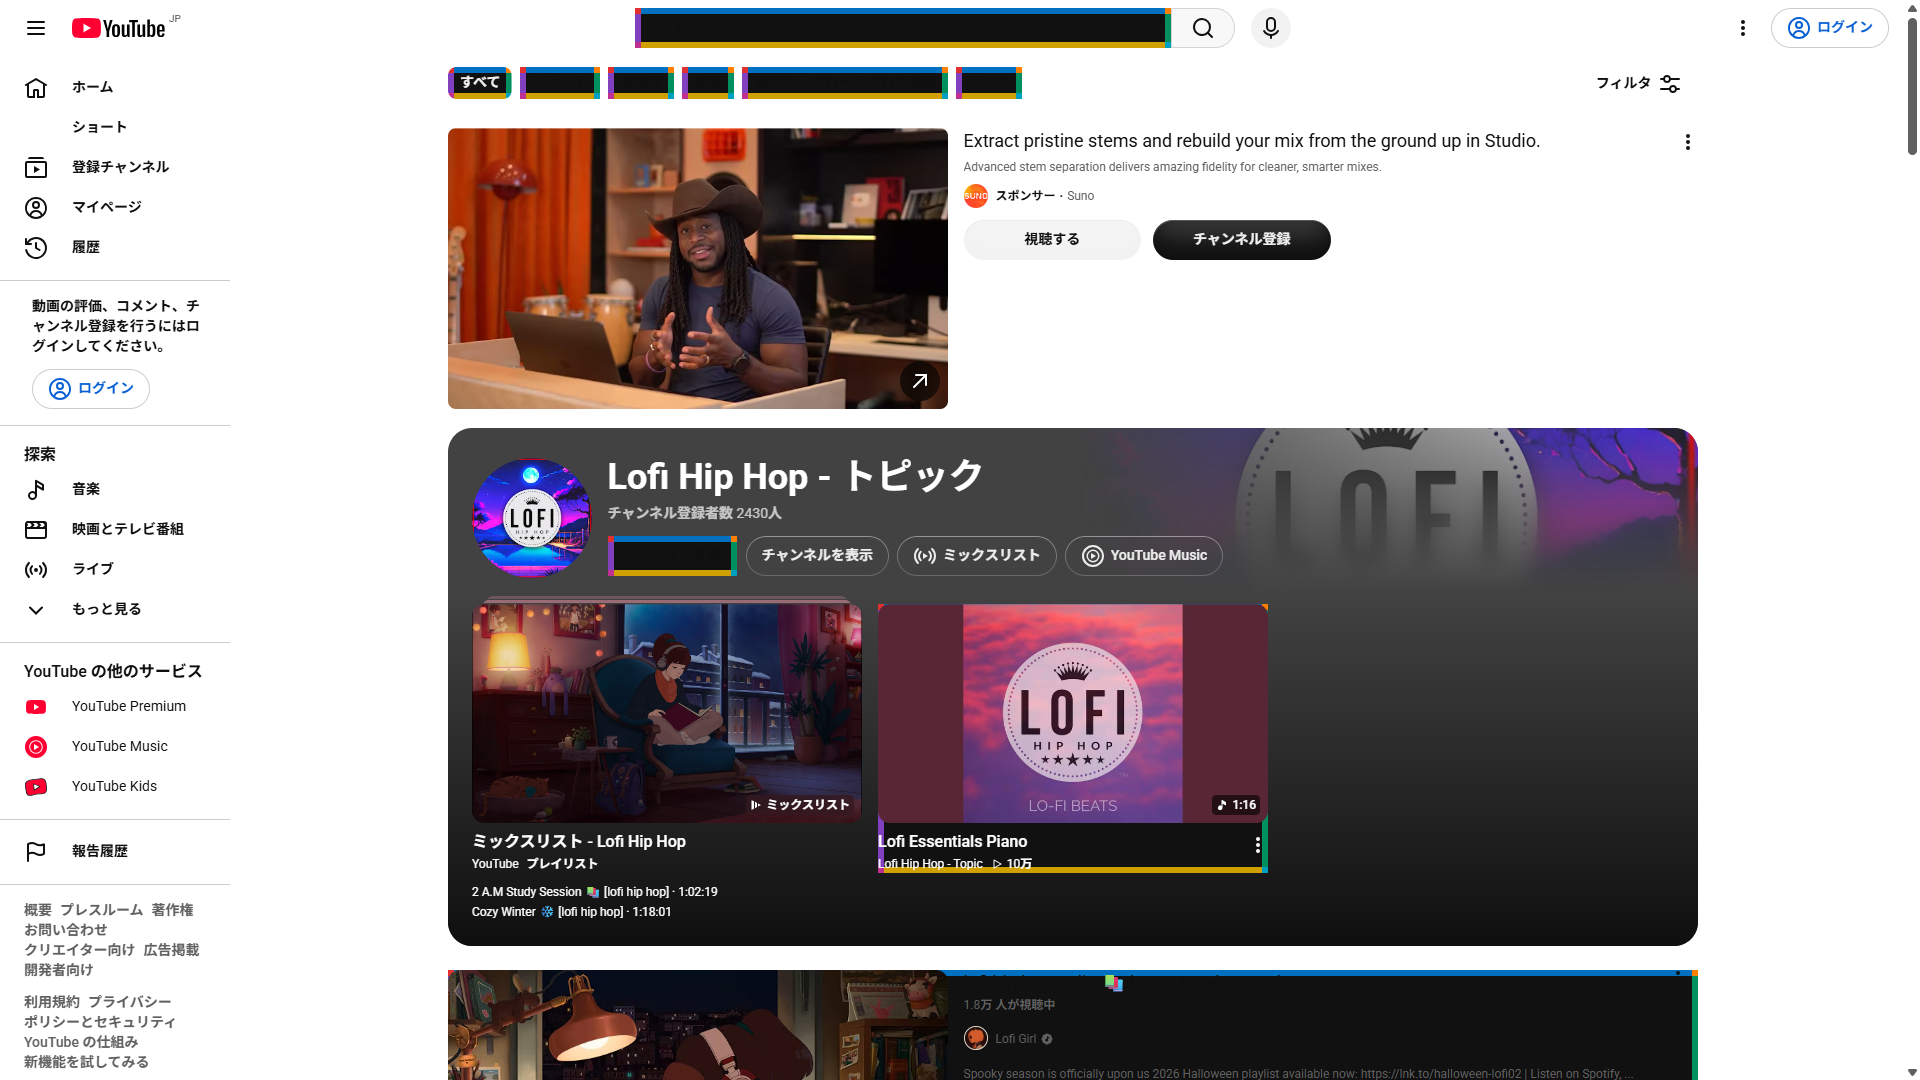 YouTube JP
ログイン
ホーム
ショート
登録チャンネル
マイページ
履歴
動画の評価、コメント、チ
ャンネル登録を行うにはロ
グインしてください。
ログイン
探索
音楽
映画とテレビ番組
ライブ
もっと見る
YouTube の他のサービス
YouTube Premium
YouTube Music
YouTube Kids
報告履歴
概要 プレスルーム 著作権
お問い合わせ
クリエイター向け 広告掲載
開発者向け
利用規約 プライバシー
ポリシーとセキュリティ
YouTube の仕組み
新機能を試してみる
すべて
フィルタ
Extract pristine stems and rebuild your mix from the ground up in Studio.
Advanced stem separation delivers amazing fidelity for cleaner, smarter mixes.
SUNO
スポンサー · Suno
視聴する
チャンネル登録
LOFI
LOFI
HIP HOP
Lofi Hip Hop - トピック
チャンネル登録者数 2430人
チャンネルを表示
ミックスリスト
YouTube Music
ミックスリスト
ミックスリスト - Lofi Hip Hop
YouTube プレイリスト
2 A.M Study Session [lofi hip hop] · 1:02:19
Cozy Winter ❄️ [lofi hip hop] · 1:18:01
LOFI
HIP HOP
LO-FI BEATS
1:16
Lofi Essentials Piano
Lofi Hip Hop - Topic ▷ 10万
1.8万 人が視聴中
Lofi Girl
Spooky season is officially upon us 2026 Halloween playlist available now: https://lnk.to/halloween-lofi02 | Listen on Spotify, ...